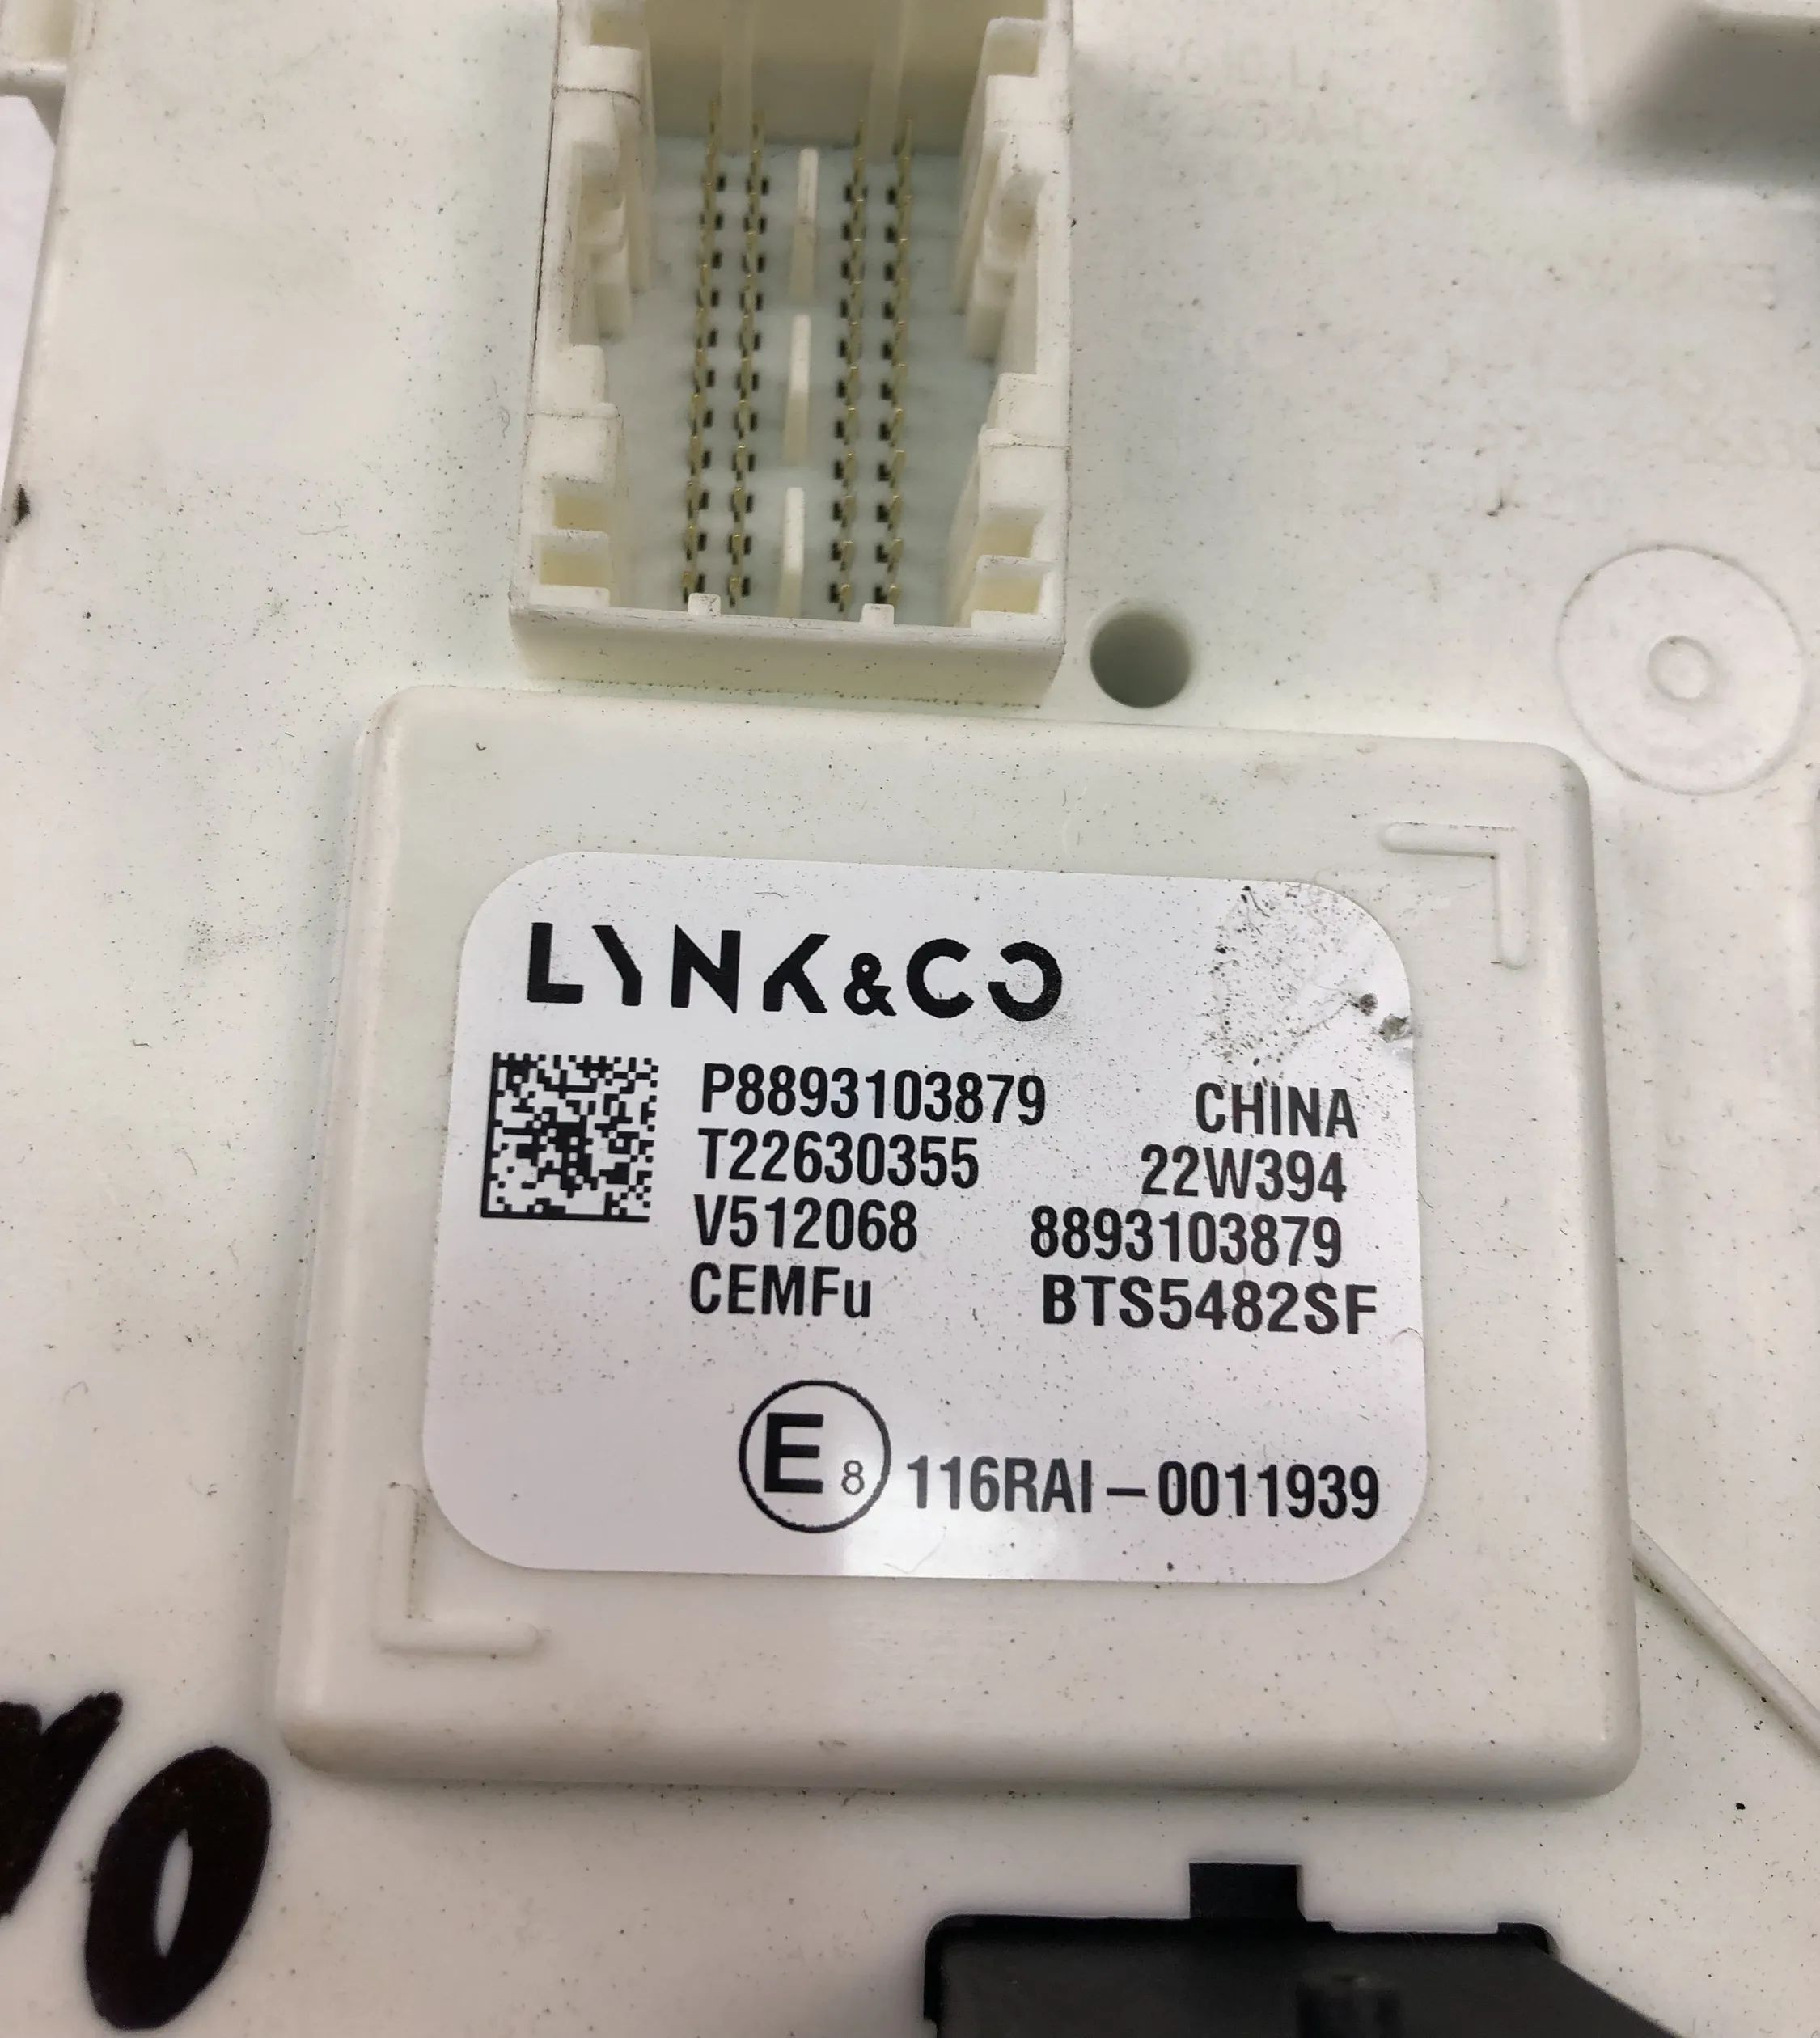 LYNK&CO
P8893103879 CHINA
T22630355 22W394
V512068 8893103879
CEMFu BTS5482SF
E8 116RAI-0011939